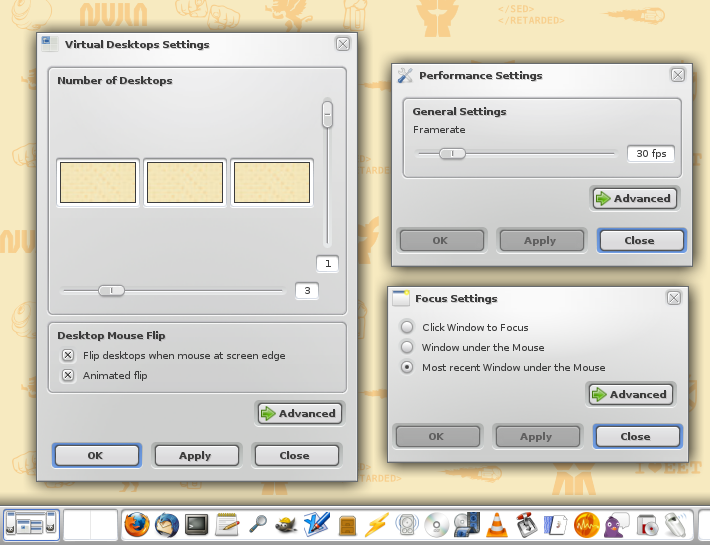 </SED>
</RETARDED>
Virtual Desktops Settings
Number of Desktops
1
3
Desktop Mouse Flip
Flip desktops when mouse at screen edge
Animated flip
Advanced
OK
Apply
Close
Performance Settings
General Settings
Framerate
30 fps
Advanced
OK
Apply
Close
Focus Settings
Click Window to Focus
Window under the Mouse
Most recent Window under the Mouse
Advanced
OK
Apply
Close